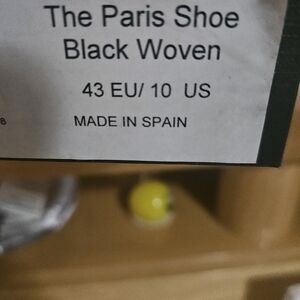 The Paris Shoe
Black Woven
43 EU/ 10 US
MADE IN SPAIN